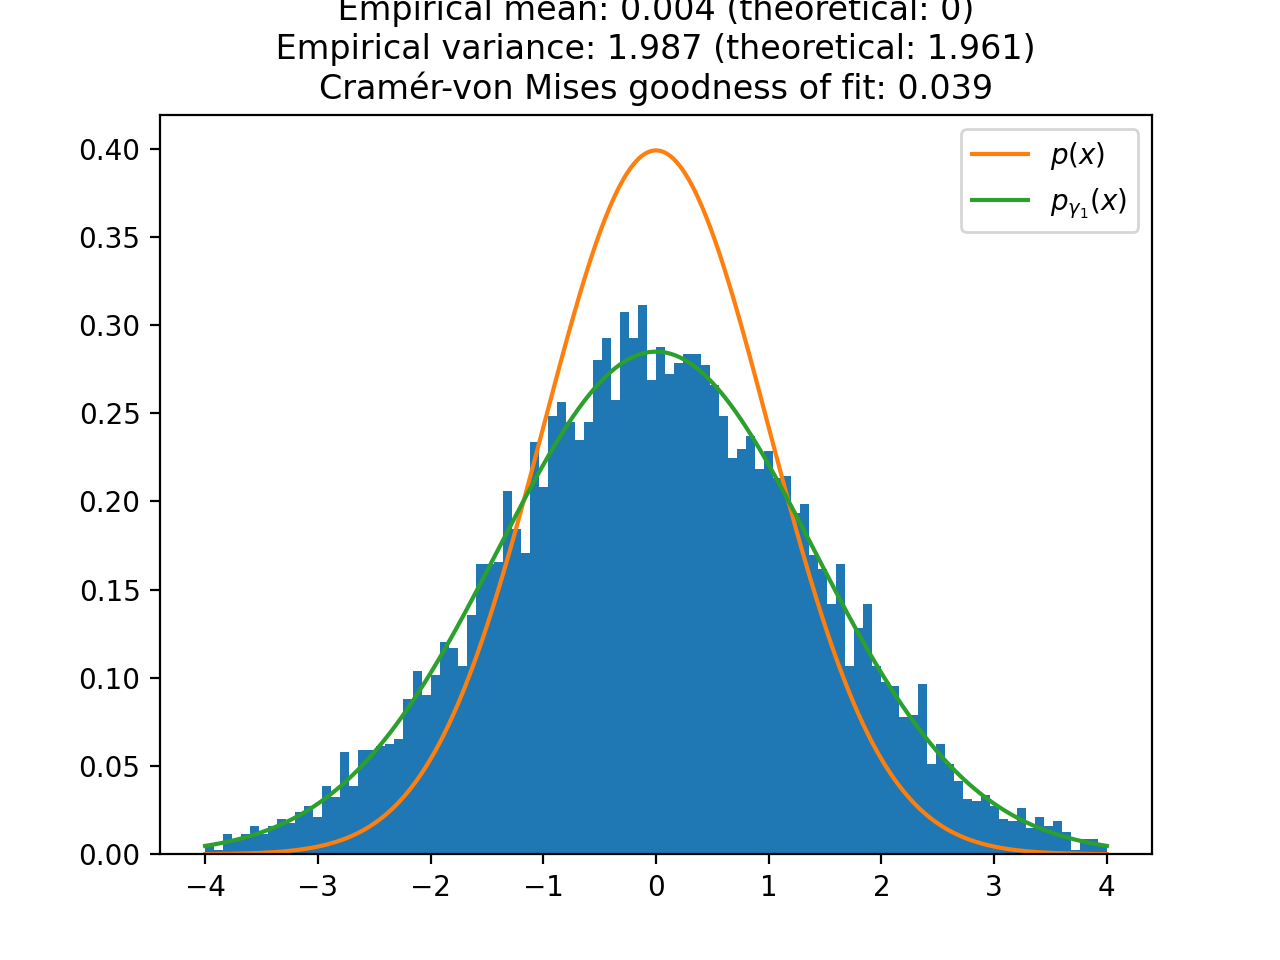 Empirical mean: 0.004 (theoretical: 0)
Empirical variance: 1.987 (theoretical: 1.961)
Cramér-von Mises goodness of fit: 0.039
p(x)
pγ₁(x)
0.40
0.35
0.30
0.25
0.20
0.15
0.10
0.05
0.00
−4 −3 −2 −1 0 1 2 3 4